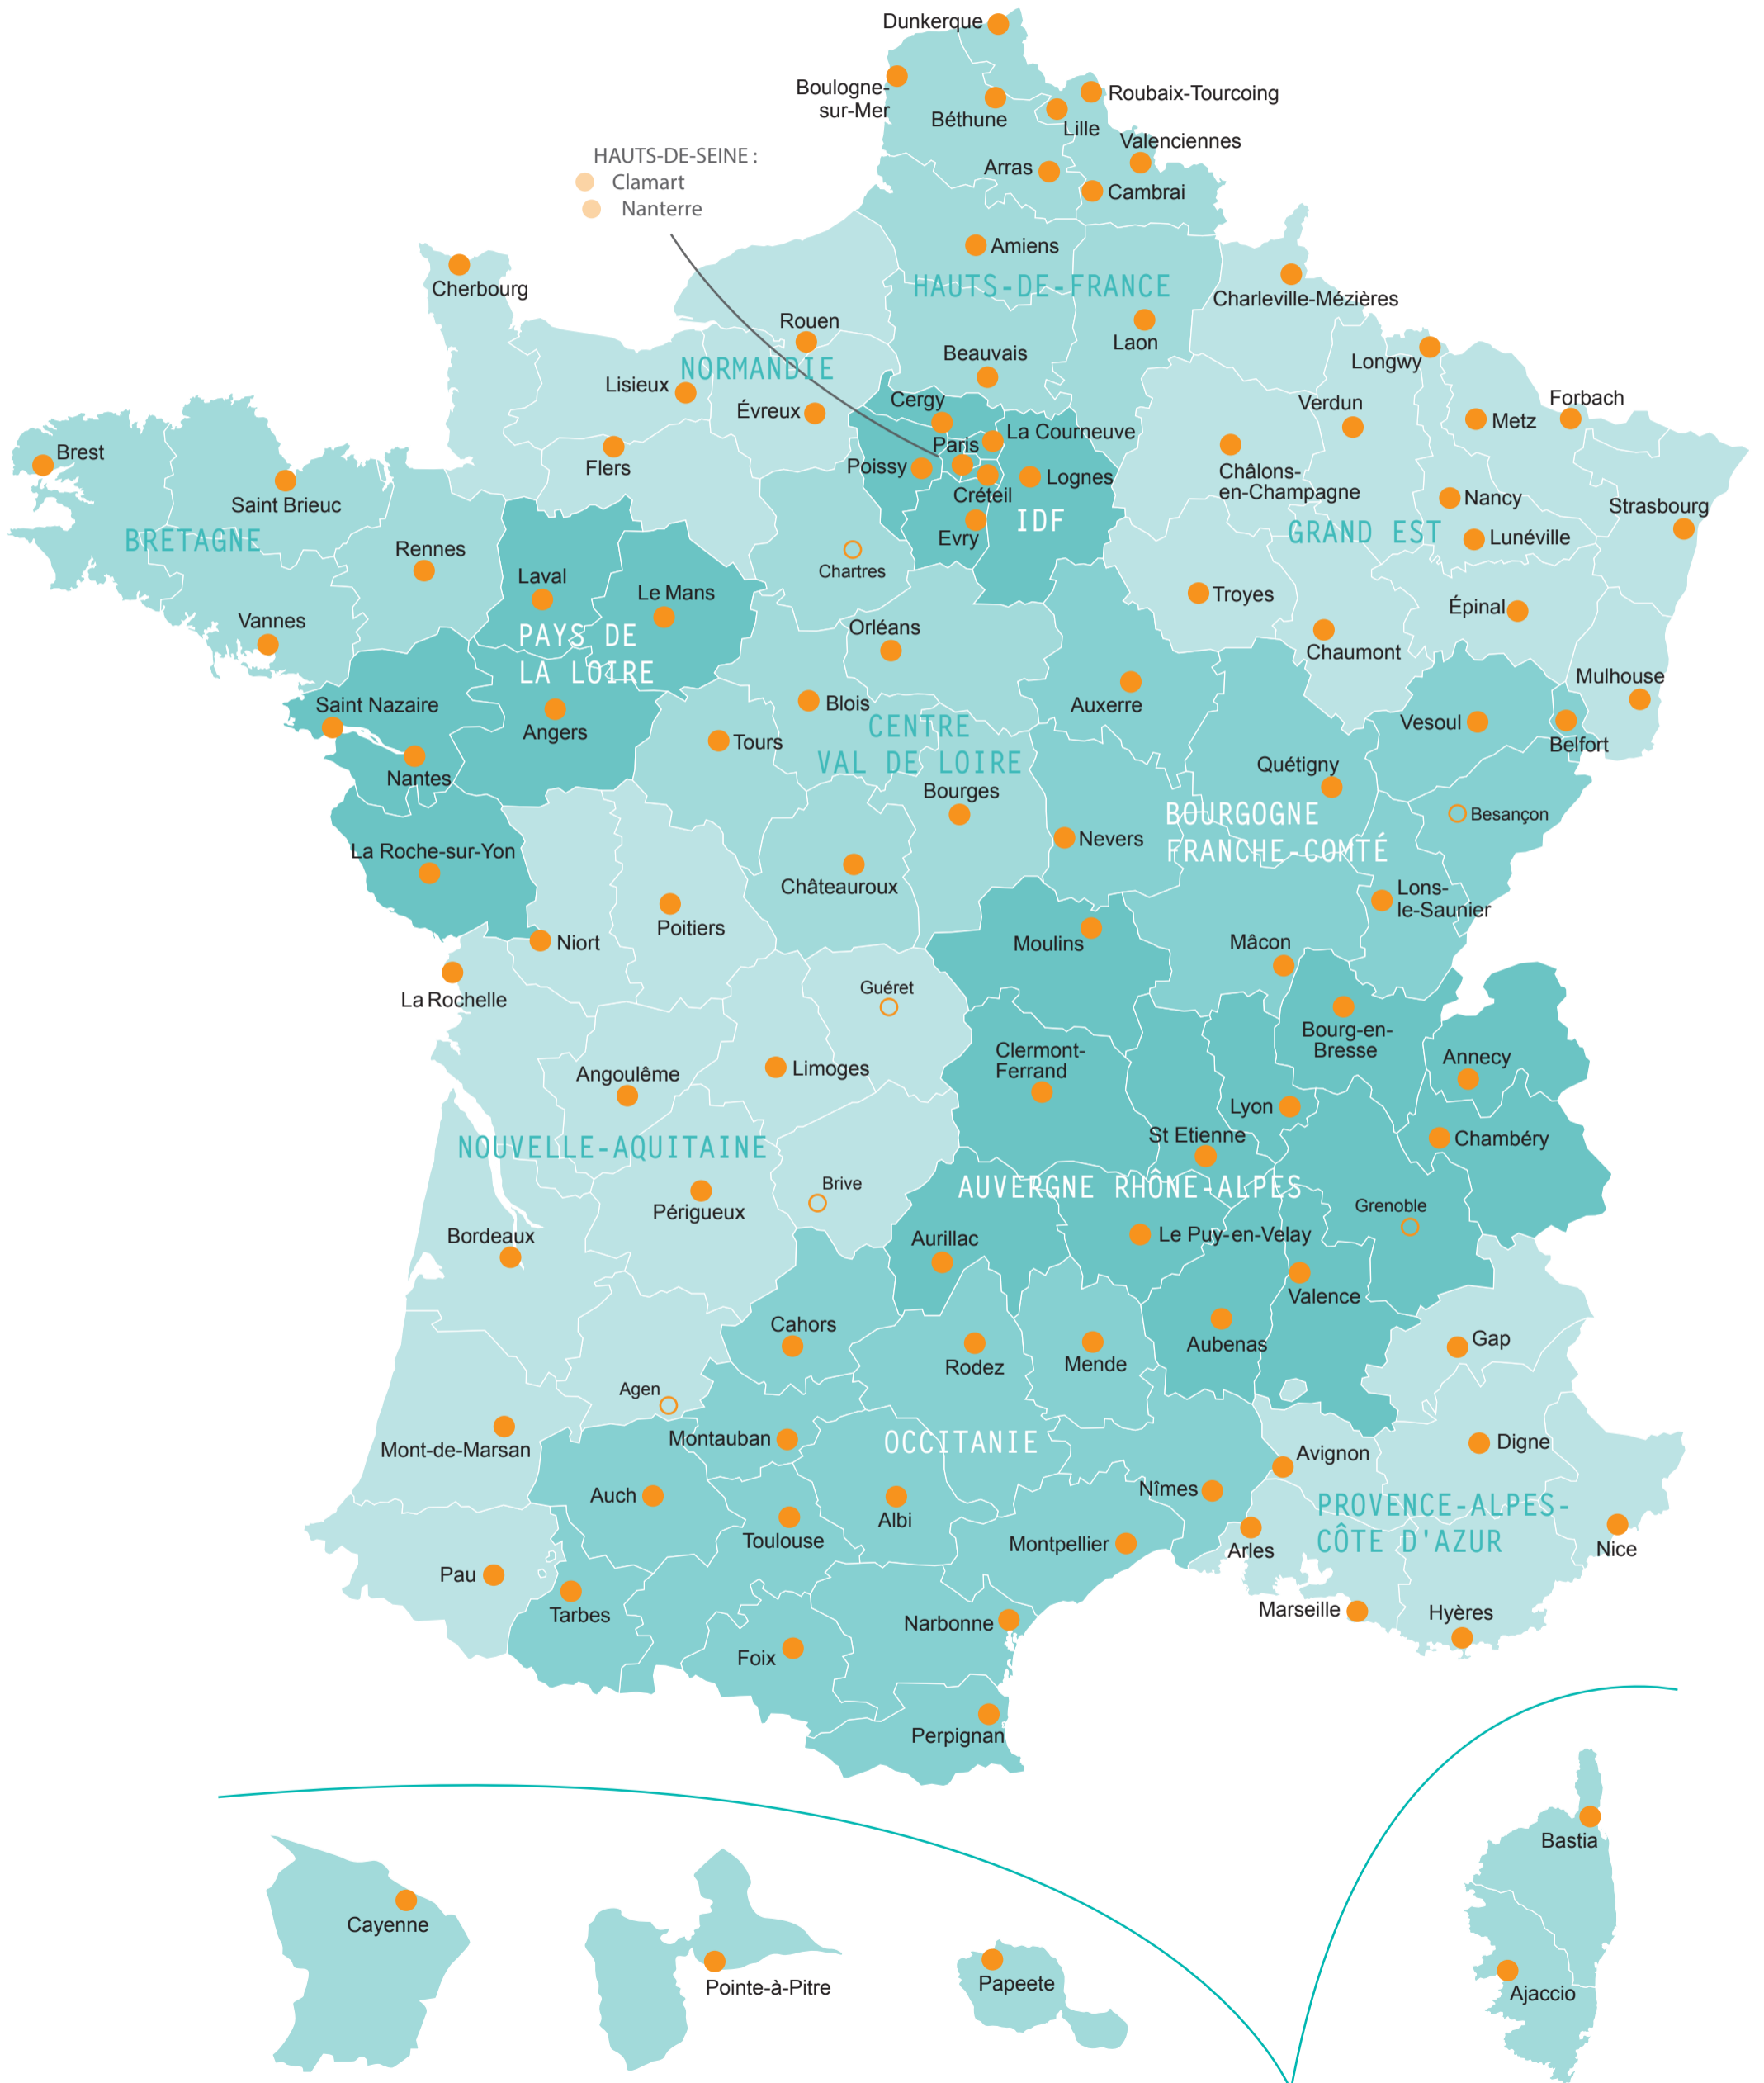 Dunkerque
Boulogne-
sur-Mer
Béthune
Roubaix-Tourcoing
Lille
Valenciennes
HAUTS-DE-SEINE :
Clamart
Nanterre
Arras
Cambrai
Amiens
HAUTS-DE-FRANCE
Cherbourg
Charleville-Mézières
Rouen
Laon
NORMANDIE
Beauvais
Longwy
Lisieux
Évreux
Cergy
Verdun
Forbach
Metz
Paris
La Courneuve
Brest
Flers
Poissy
Lognes
Châlons-
en-Champagne
Saint Brieuc
Créteil
Nancy
Strasbourg
BRETAGNE
IDF
GRAND EST
Evry
Lunéville
Rennes
Chartres
Laval
Le Mans
Troyes
Épinal
Vannes
PAYS DE
LA LOIRE
Orléans
Chaumont
Mulhouse
Saint Nazaire
Blois
Auxerre
Vesoul
Belfort
Angers
Tours
CENTRE
VAL DE LOIRE
Nantes
Quétigny
Bourges
BOURGOGNE
FRANCHE-COMTÉ
Besançon
Nevers
La Roche-sur-Yon
Châteauroux
Lons-
le-Saunier
Poitiers
Niort
Moulins
Mâcon
La Rochelle
Guéret
Bourg-en-
Bresse
Clermont-
Ferrand
Annecy
Angoulême
Limoges
Lyon
NOUVELLE-AQUITAINE
St Etienne
Chambéry
Brive
AUVERGNE RHÔNE-ALPES
Périgueux
Grenoble
Bordeaux
Aurillac
Le Puy-en-Velay
Valence
Cahors
Rodez
Mende
Aubenas
Gap
Agen
Mont-de-Marsan
Montauban
OCCITANIE
Avignon
Digne
Auch
Nîmes
Toulouse
Albi
PROVENCE-ALPES-
CÔTE D'AZUR
Montpellier
Arles
Nice
Pau
Tarbes
Marseille
Hyères
Narbonne
Foix
Perpignan
Bastia
Cayenne
Pointe-à-Pitre
Papeete
Ajaccio